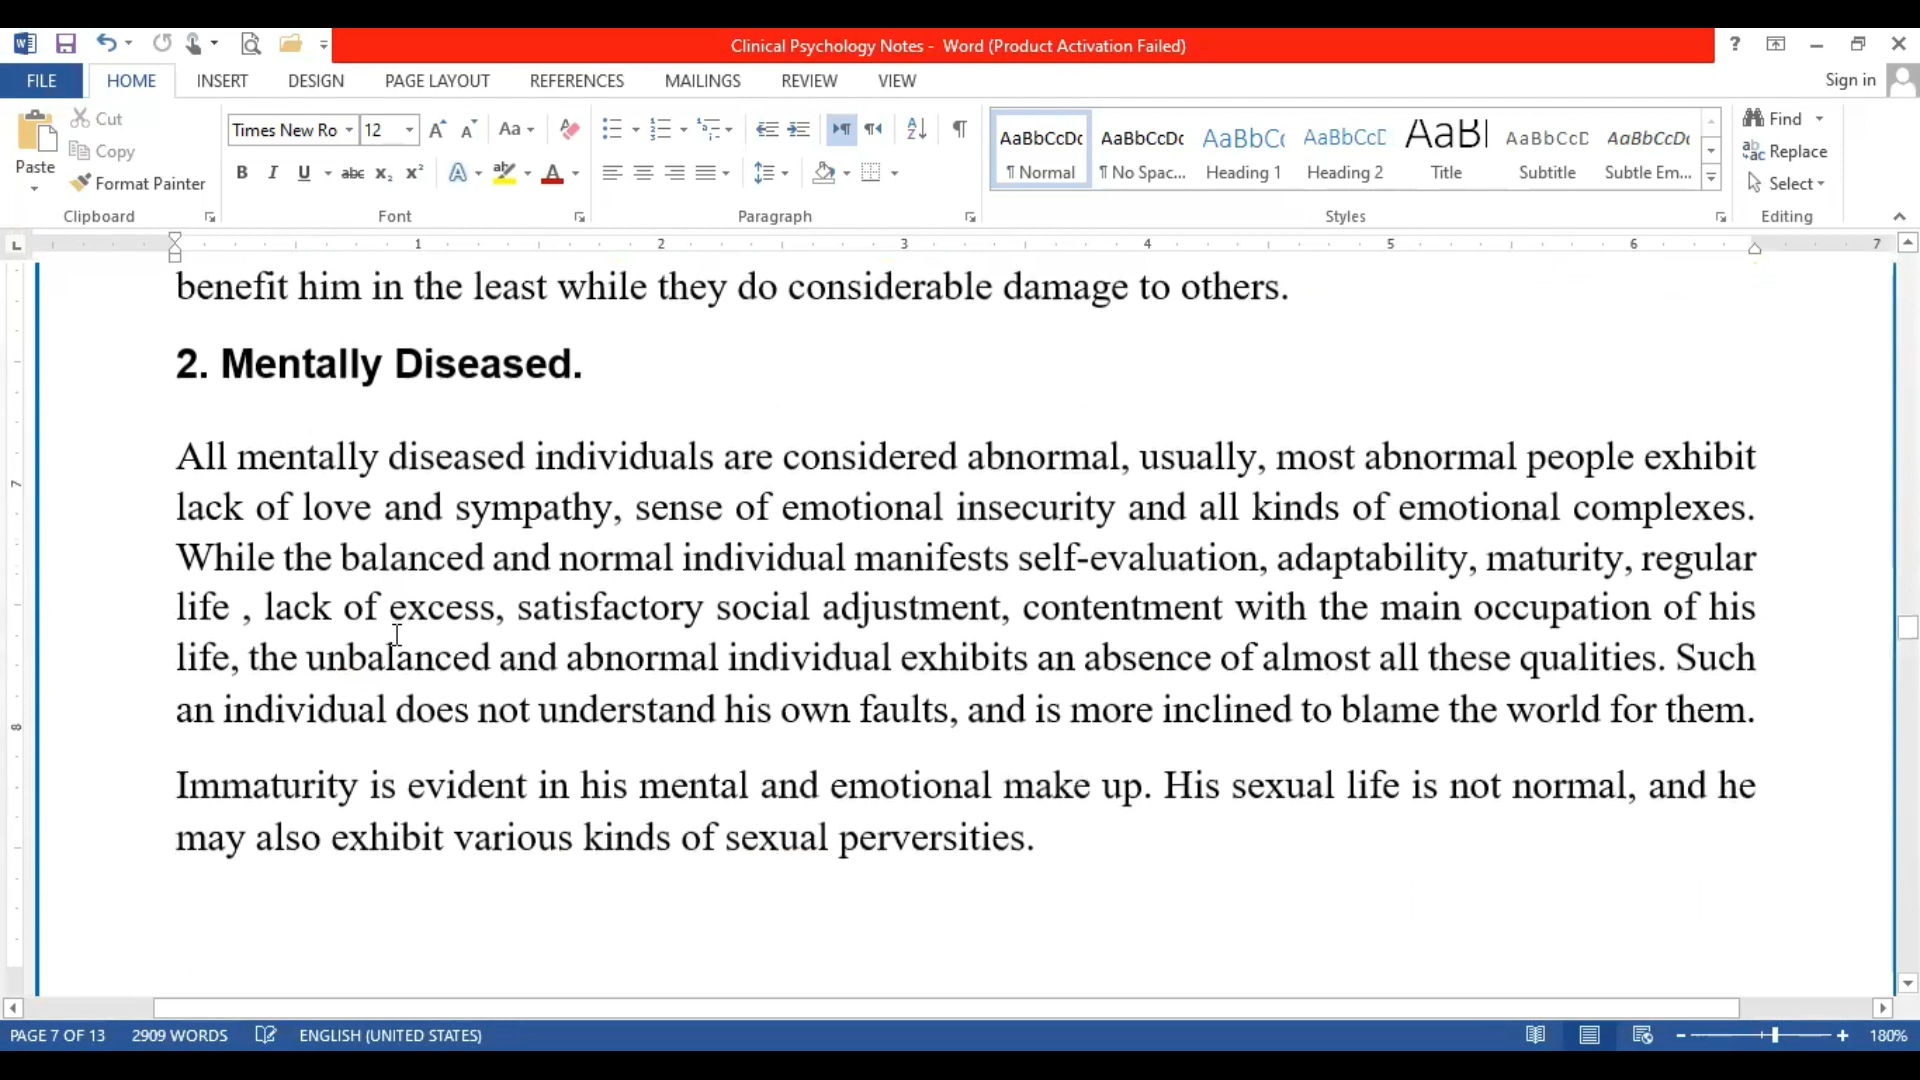 Clinical Psychology Notes - Word (Product Activation Failed)
?
FILE HOME INSERT DESIGN PAGE LAYOUT REFERENCES MAILINGS REVIEW VIEW Sign in
Paste
Cut
Copy
Format Painter
Clipboard
Times New Ro 12
Font
Paragraph
AaBbCcDc AaBbCcDc AaBbCc AaBbCcD AaB AaBbCcD AaBbCcDc
¶ Normal ¶ No Spac... Heading 1 Heading 2 Title Subtitle Subtle Em...
Styles
Find
Replace
Select
Editing
1 2 3 4 5 6 7
benefit him in the least while they do considerable damage to others.
2. Mentally Diseased.
All mentally diseased individuals are considered abnormal, usually, most abnormal people exhibit
lack of love and sympathy, sense of emotional insecurity and all kinds of emotional complexes.
While the balanced and normal individual manifests self-evaluation, adaptability, maturity, regular
life , lack of excess, satisfactory social adjustment, contentment with the main occupation of his
life, the unbalanced and abnormal individual exhibits an absence of almost all these qualities. Such
an individual does not understand his own faults, and is more inclined to blame the world for them.
Immaturity is evident in his mental and emotional make up. His sexual life is not normal, and he
may also exhibit various kinds of sexual perversities.
7
8
PAGE 7 OF 13 2909 WORDS ENGLISH (UNITED STATES) 180%